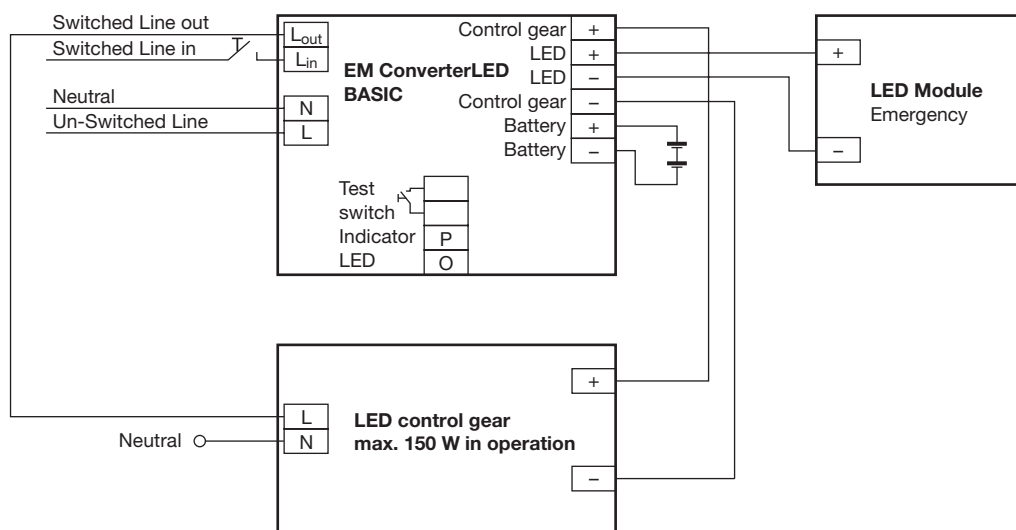 Switched Line out
Switched Line in
Neutral
Un-Switched Line
Lout
Lin
N
L
EM ConverterLED
BASIC
Control gear +
LED +
LED −
Control gear −
Battery +
Battery −
Test
switch
Indicator P
LED O
+
−
LED Module
Emergency
L
N
Neutral
LED control gear
max. 150 W in operation
+
−